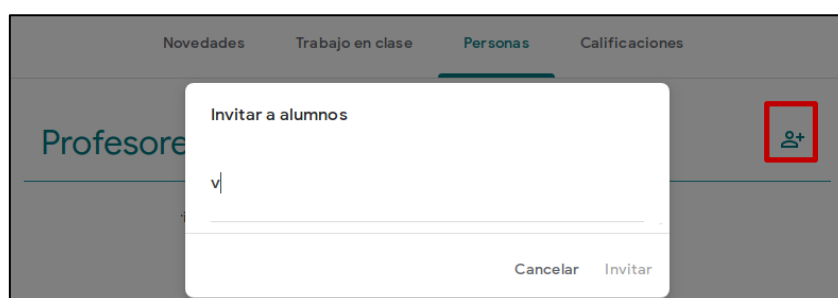 Novedades Trabajo en clase Personas Calificaciones
Invitar a alumnos
Profesore
v
Cancelar Invitar